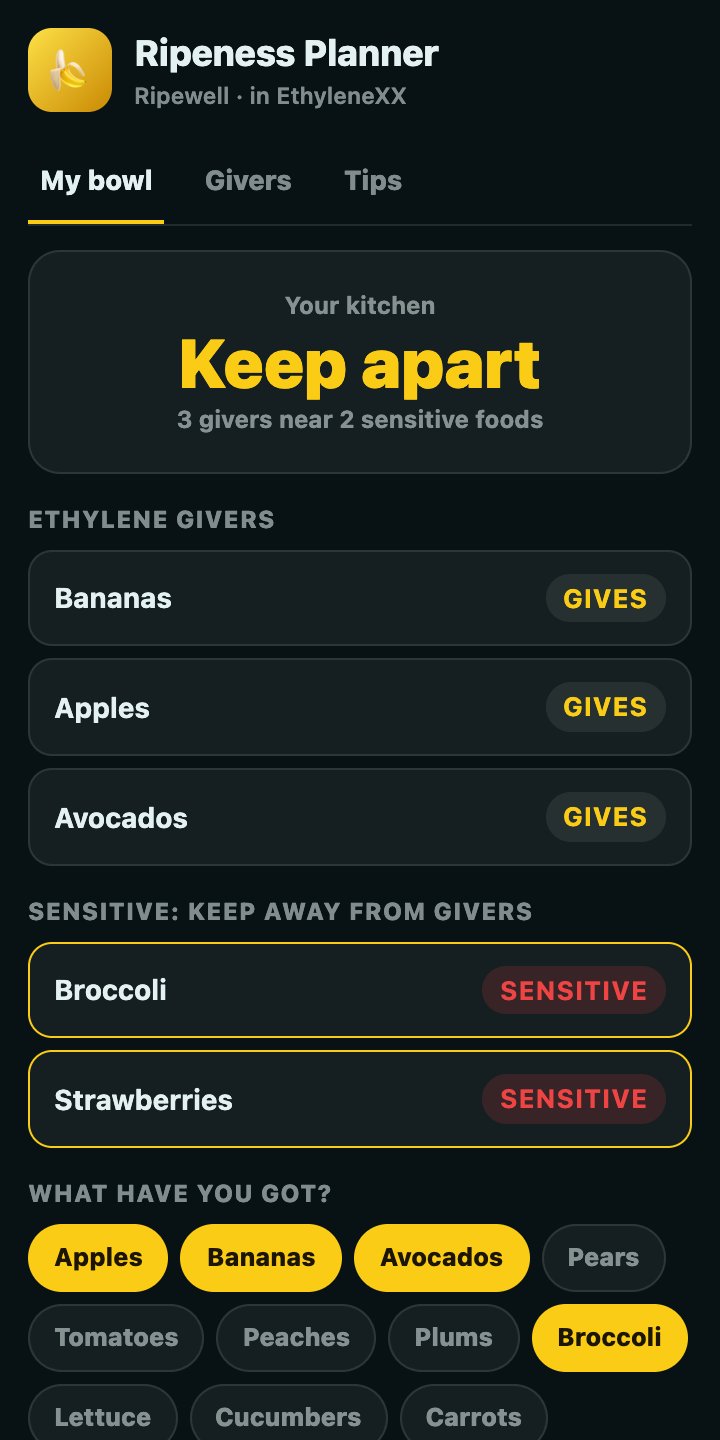 Ripeness Planner
Ripewell · in EthyleneXX
My bowl Givers Tips
Your kitchen
Keep apart
3 givers near 2 sensitive foods
ETHYLENE GIVERS
Bananas GIVES
Apples GIVES
Avocados GIVES
SENSITIVE: KEEP AWAY FROM GIVERS
Broccoli SENSITIVE
Strawberries SENSITIVE
WHAT HAVE YOU GOT?
Apples Bananas Avocados Pears
Tomatoes Peaches Plums Broccoli
Lettuce Cucumbers Carrots